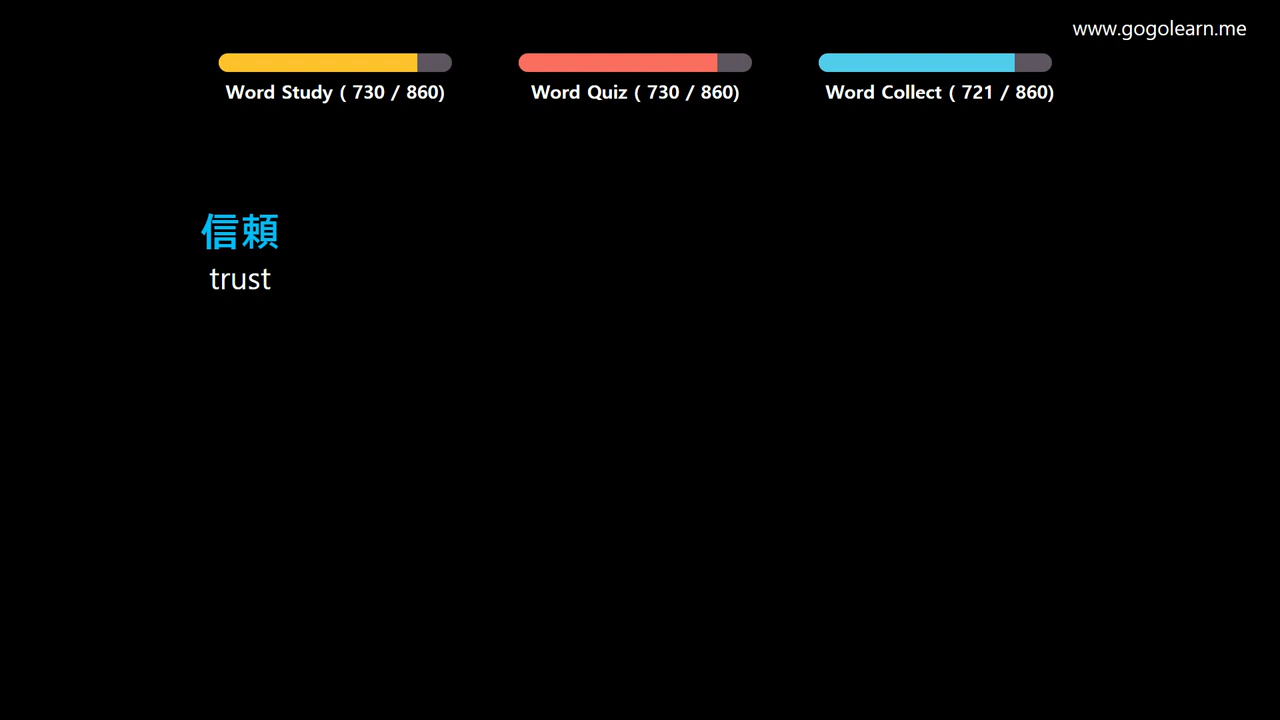 www.gogolearn.me
Word Study ( 730 / 860)
Word Quiz ( 730 / 860)
Word Collect ( 721 / 860)
信頼
trust